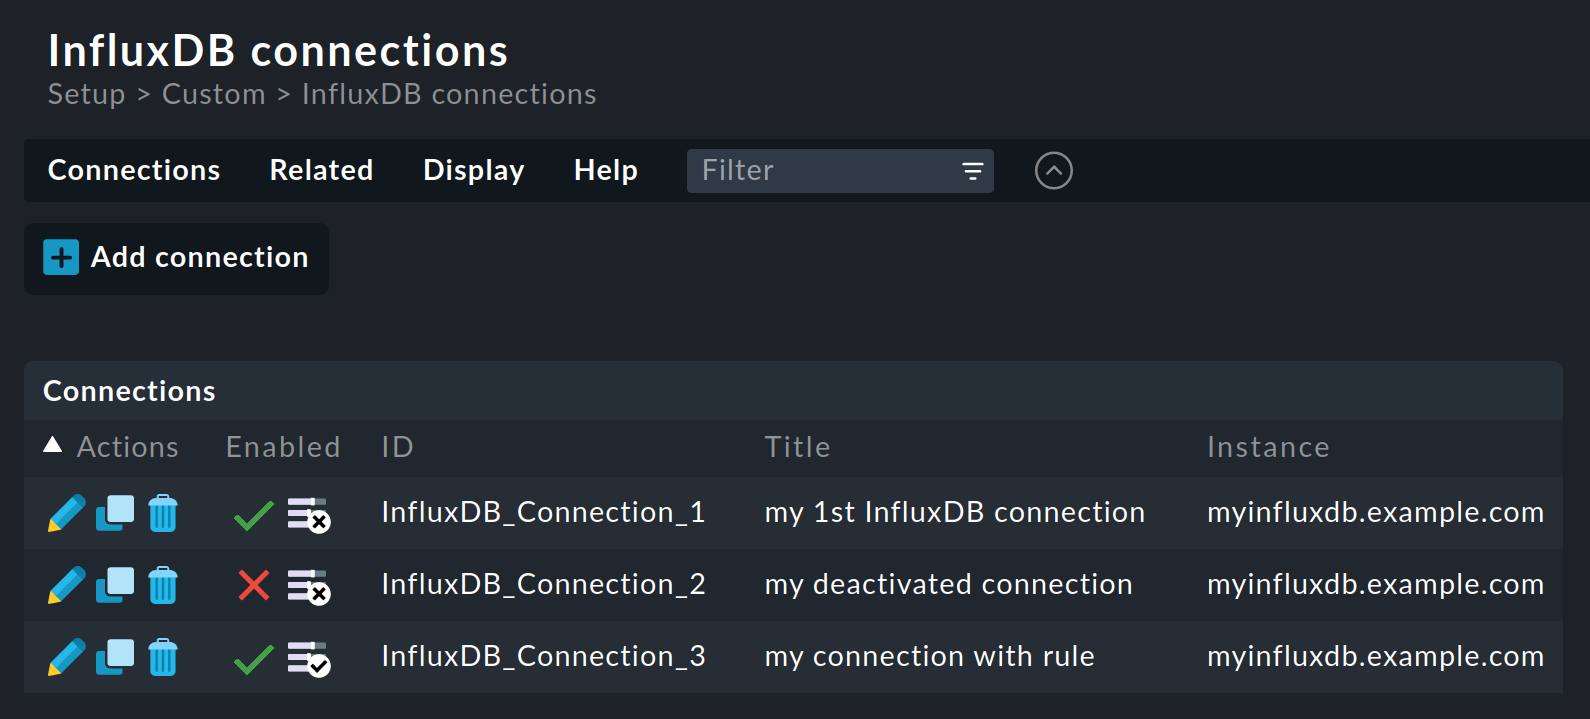 InfluxDB connections
Setup > Custom > InfluxDB connections
Connections Related Display Help Filter
Add connection
Connections
Actions Enabled ID Title Instance
InfluxDB_Connection_1 my 1st InfluxDB connection myinfluxdb.example.com
InfluxDB_Connection_2 my deactivated connection myinfluxdb.example.com
InfluxDB_Connection_3 my connection with rule myinfluxdb.example.com